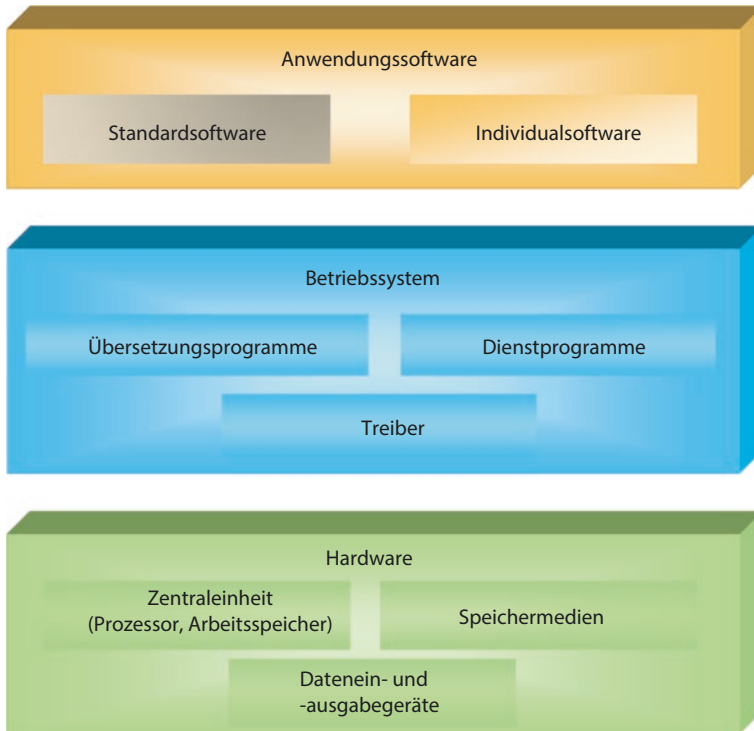 Anwendungssoftware
Standardsoftware
Individualsoftware
Betriebssystem
Übersetzungsprogramme
Dienstprogramme
Treiber
Hardware
Zentraleinheit
(Prozessor, Arbeitsspeicher)
Speichermedien
Datenein- und
-ausgabegeräte